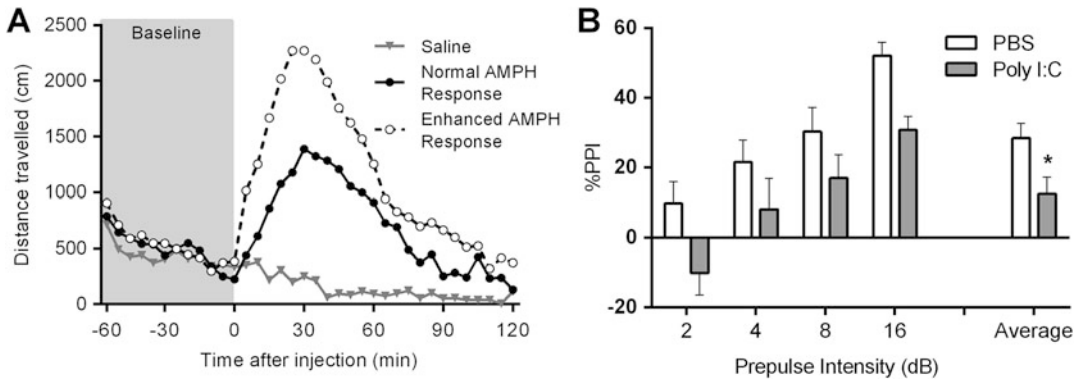 A
Baseline
Distance travelled (cm)
2500
2000
1500
1000
500
0
-60 -30 0 30 60 90 120
Time after injection (min)
Saline
Normal AMPH
Response
Enhanced AMPH
Response
B
%PPI
60
40
20
0
-20
2 4 8 16 Average
Prepulse Intensity (dB)
PBS
Poly I:C
*